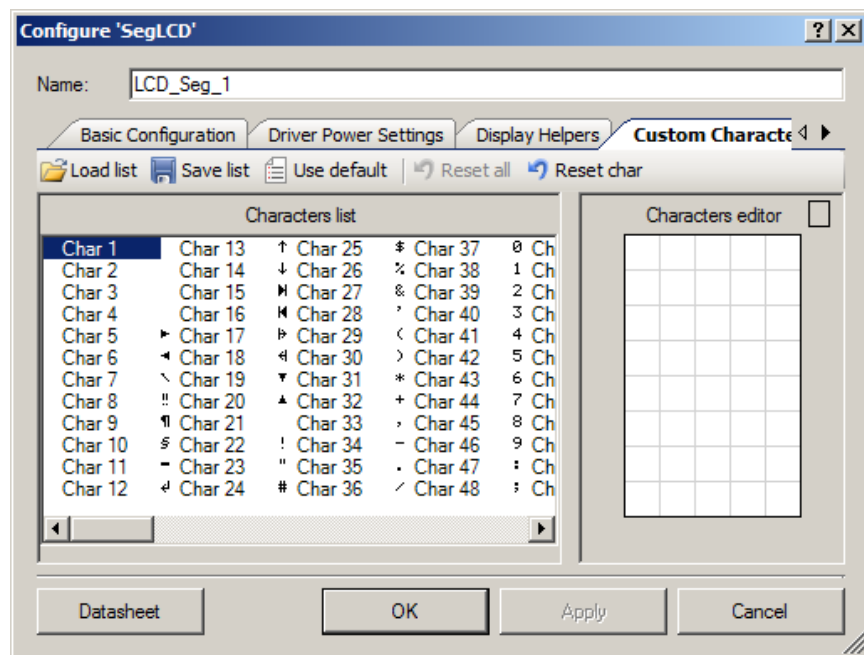 Configure 'SegLCD'
Name: LCD_Seg_1
Basic Configuration Driver Power Settings Display Helpers Custom Characte
Load list Save list Use default Reset all Reset char
Characters list Characters editor
Char 1 Char 13 ↑ Char 25 $ Char 37 0 Ch
Char 2 Char 14 ↓ Char 26 % Char 38 1 Ch
Char 3 Char 15 Char 27 & Char 39 2 Ch
Char 4 Char 16 Char 28 ' Char 40 3 Ch
Char 5 ► Char 17 Char 29 ( Char 41 4 Ch
Char 6 ◄ Char 18 Char 30 ) Char 42 5 Ch
Char 7 Char 19 ▼ Char 31 * Char 43 6 Ch
Char 8 ‼ Char 20 ▲ Char 32 + Char 44 7 Ch
Char 9 ¶ Char 21 Char 33 , Char 45 8 Ch
Char 10 § Char 22 ! Char 34 - Char 46 9 Ch
Char 11 - Char 23 " Char 35 . Char 47 : Ch
Char 12 ↲ Char 24 # Char 36 / Char 48 ; Ch
Datasheet OK Apply Cancel